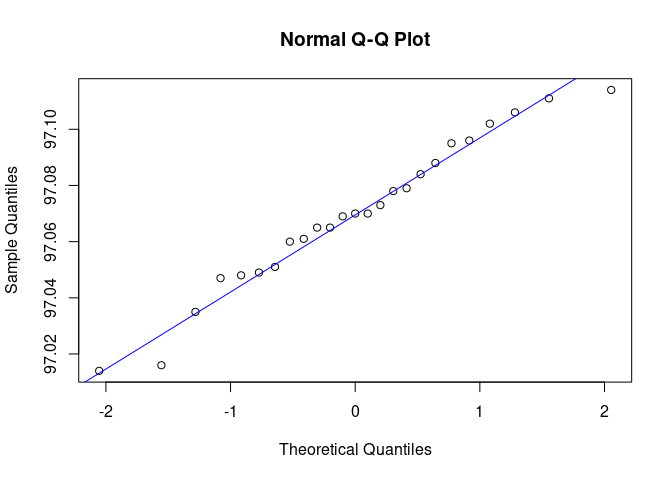 Normal Q-Q Plot
97.10
97.08
97.06
97.04
97.02
Sample Quantiles
-2 -1 0 1 2
Theoretical Quantiles